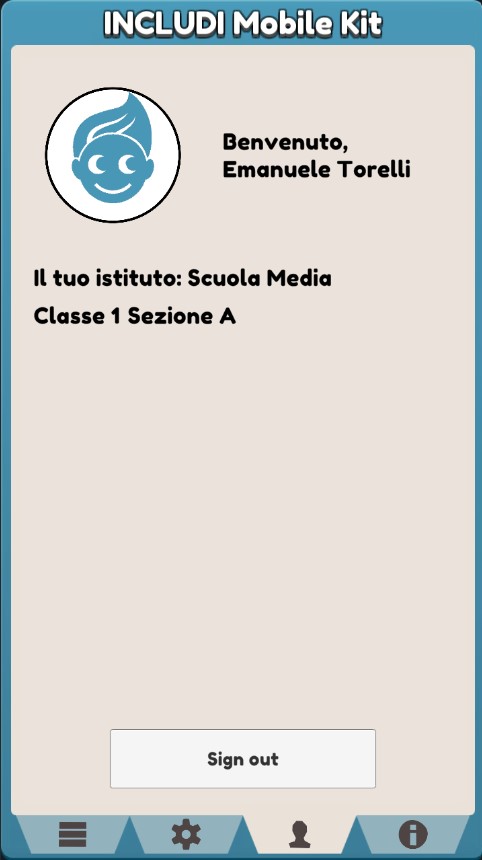 INCLUDI Mobile Kit
Benvenuto,
Emanuele Torelli
Il tuo istituto: Scuola Media
Classe 1 Sezione A
Sign out